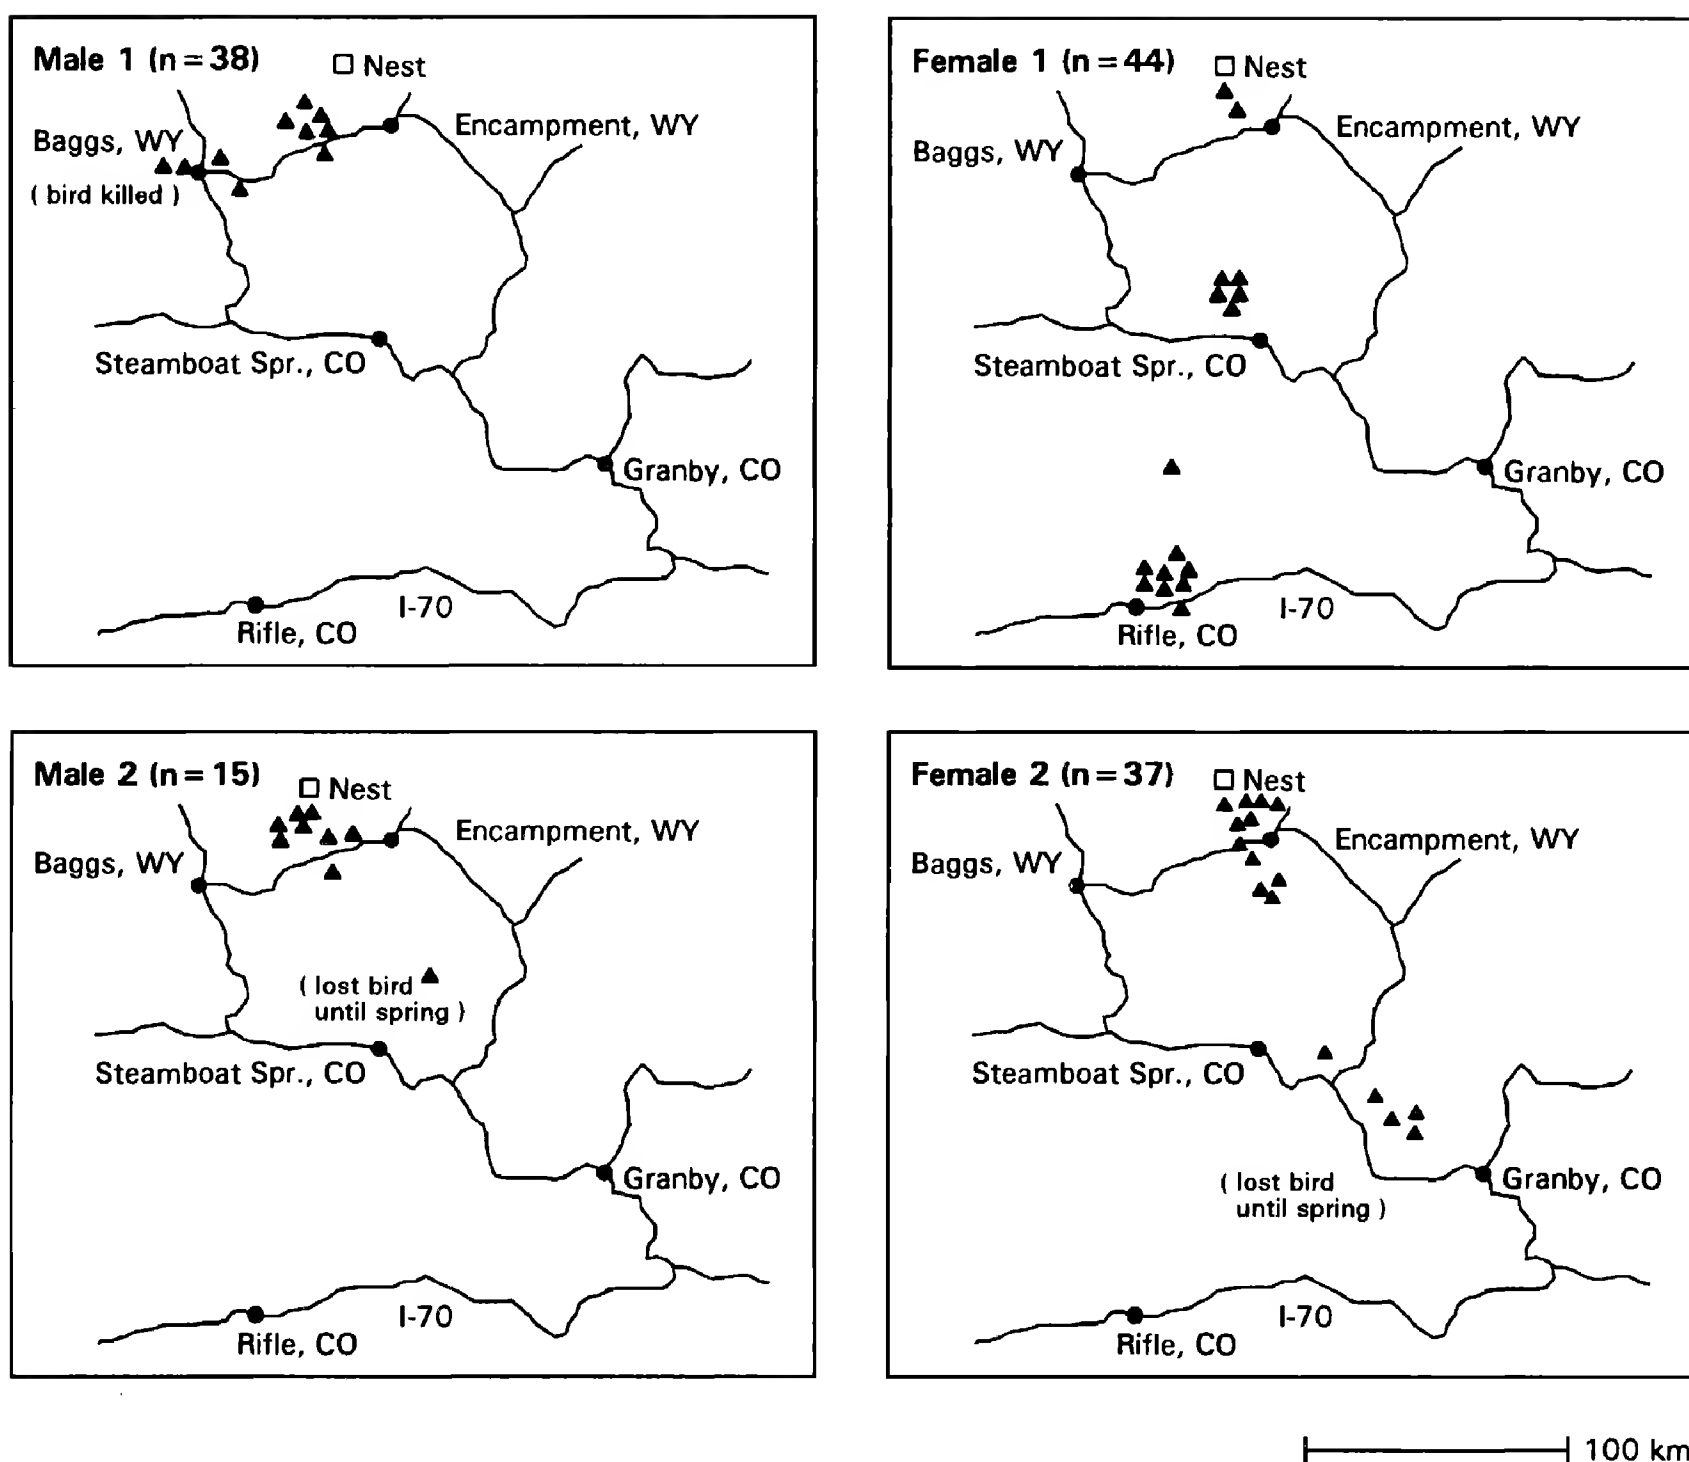 Male 1 (n=38)
Nest
Baggs, WY
(bird killed)
Encampment, WY
Steamboat Spr., CO
Granby, CO
I-70
Rifle, CO
Female 1 (n=44)
Nest
Encampment, WY
Baggs, WY
Steamboat Spr., CO
Granby, CO
I-70
Rifle, CO
Male 2 (n=15)
Nest
Encampment, WY
Baggs, WY
(lost bird
until spring)
Steamboat Spr., CO
Granby, CO
I-70
Rifle, CO
Female 2 (n=37)
Nest
Encampment, WY
Baggs, WY
Steamboat Spr., CO
(lost bird
until spring)
Granby, CO
I-70
Rifle, CO
100 km